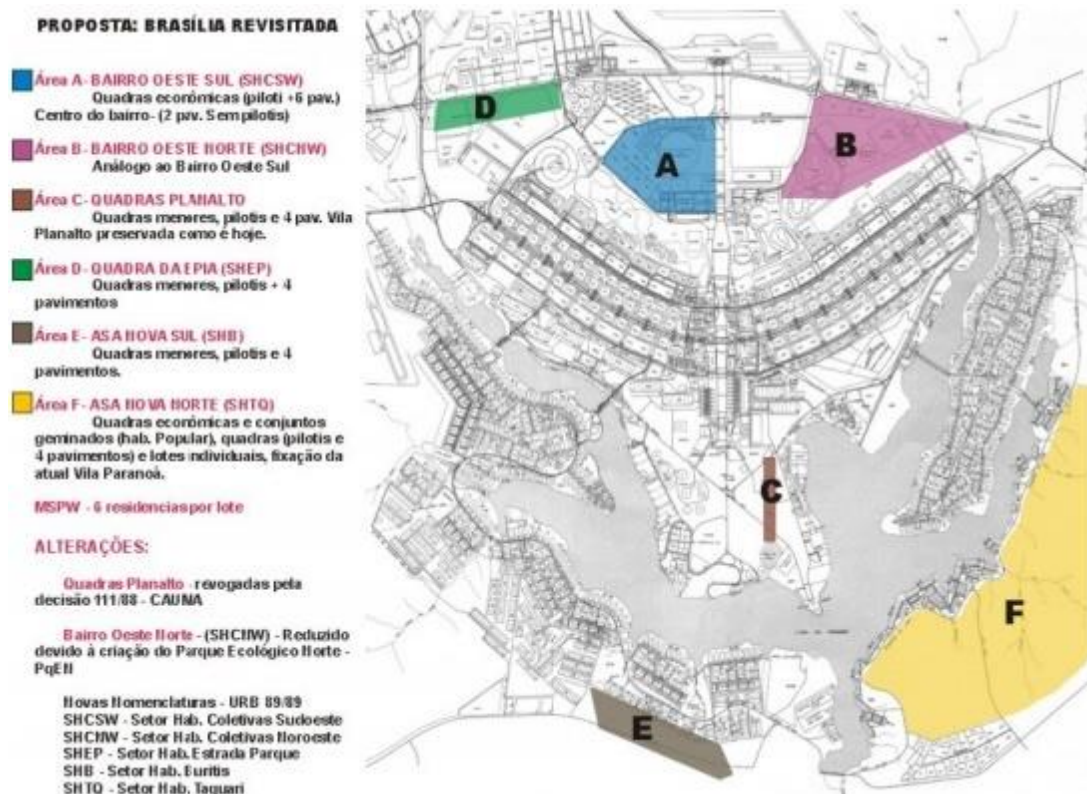 PROPOSTA: BRASÍLIA REVISITADA
Área A - BAIRRO OESTE SUL (SHCSW)
Quadras econômicas (piloti +6 pav.)
Centro do bairro- (2 pav. Sem pilotis)
Área B - BAIRRO OESTE NORTE (SHCNW)
Análogo ao Bairro Oeste Sul
Área C - QUADRAS PLANALTO
Quadras menores, pilotis e 4 pav. Vila
Planalto preservada como é hoje.
Área D - QUADRA DA EPIA (SHEP)
Quadras menores, pilotis + 4
pavimentos
Área E - ASA NOVA SUL (SHB)
Quadras menores, pilotis e 4
pavimentos.
Área F - ASA NOVA NORTE (SHTQ)
Quadras econômicas e conjuntos
geminados (hab. Popular), quadras (pilotis e
4 pavimentos) e lotes individuais, fixação da
atual Vila Paranoá.
MSPW - 6 residencias por lote
ALTERAÇÕES:
Quadras Planalto - revogadas pela
decisão 111/88 - CAUNA
Bairro Oeste Norte - (SHCNW) - Reduzido
devido à criação do Parque Ecológico Norte -
PqEN
Novas Nomenclaturas - URB 89/89
SHCSW - Setor Hab. Coletivas Sudoeste
SHCNW - Setor Hab. Coletivas Noroeste
SHEP - Setor Hab. Estrada Parque
SHB - Setor Hab. Buritis
SHTQ - Setor Hab. Taquari
D
A
B
C
F
E